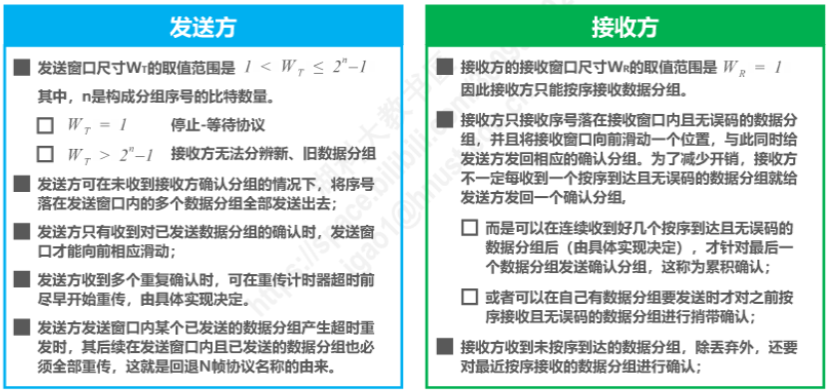 发送方
发送窗口尺寸WT的取值范围是 1 < WT ≤ 2^n–1
其中，n是构成分组序号的比特数量。
WT = 1 停止-等待协议
WT > 2^n–1 接收方无法分辨新、旧数据分组
发送方可在未收到接收方确认分组的情况下，将序号
落在发送窗口内的多个数据分组全部发送出去；
发送方只有收到对已发送数据分组的确认时，发送窗
口才能向前相应滑动；
发送方收到多个重复确认时，可在重传计时器超时前
尽早开始重传，由具体实现决定。
发送方发送窗口内某个已发送的数据分组产生超时重
发时，其后续在发送窗口内且已发送的数据分组也必
须全部重传，这就是回退N帧协议名称的由来。
接收方
接收方的接收窗口尺寸WR的取值范围是 WR = 1
因此接收方只能按序接收数据分组。
接收方只接收序号落在接收窗口内且无误码的数据分
组，并且将接收窗口向前滑动一个位置，与此同时给
发送方发回相应的确认分组。为了减少开销，接收方
不一定每收到一个按序到达且无误码的数据分组就给
发送方发回一个确认分组，
而是可以在连续收到好几个按序到达且无误码的
数据分组后（由具体实现决定），才针对最后一
个数据分组发送确认分组，这称为累积确认；
或者可以在自己有数据分组要发送时才对之前按
序接收且无误码的数据分组进行捎带确认；
接收方收到未按序到达的数据分组，除丢弃外，还要
对最近按序接收的数据分组进行确认；